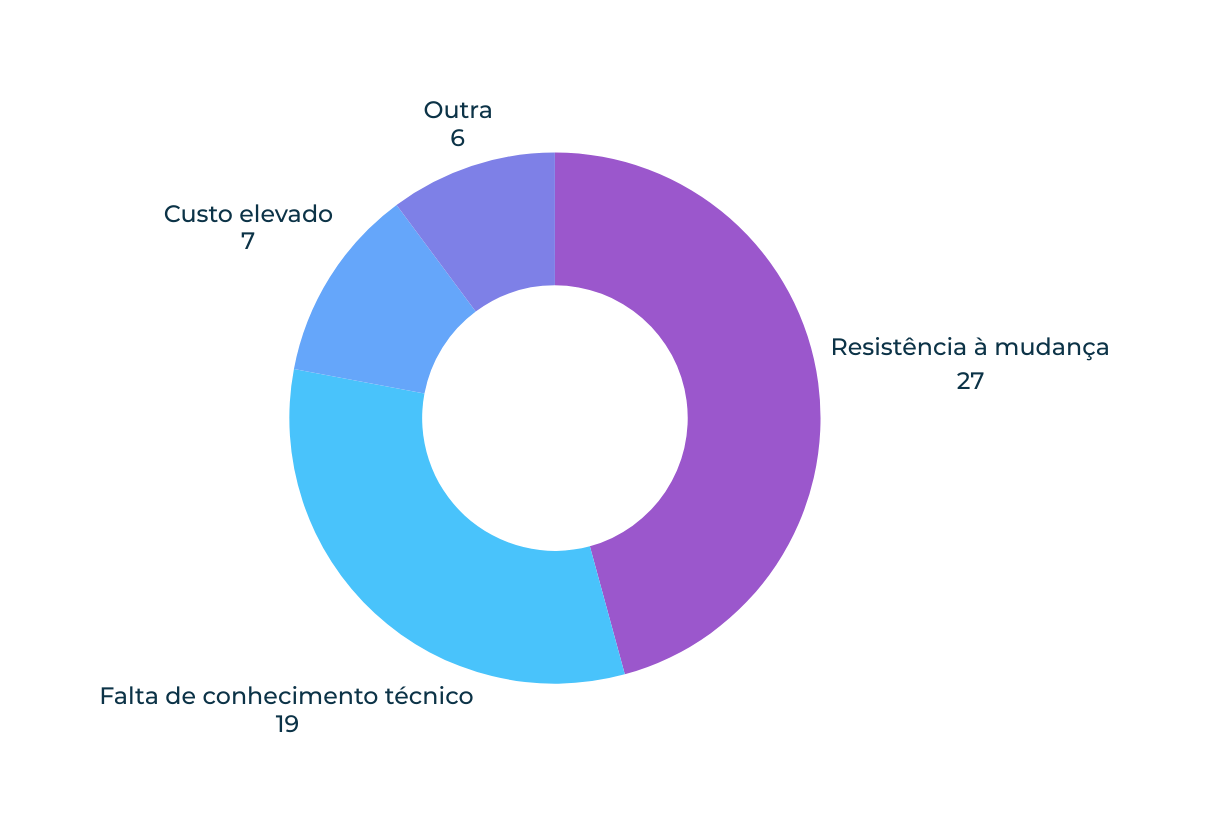 Outra
6
Custo elevado
7
Resistência à mudança
27
Falta de conhecimento técnico
19